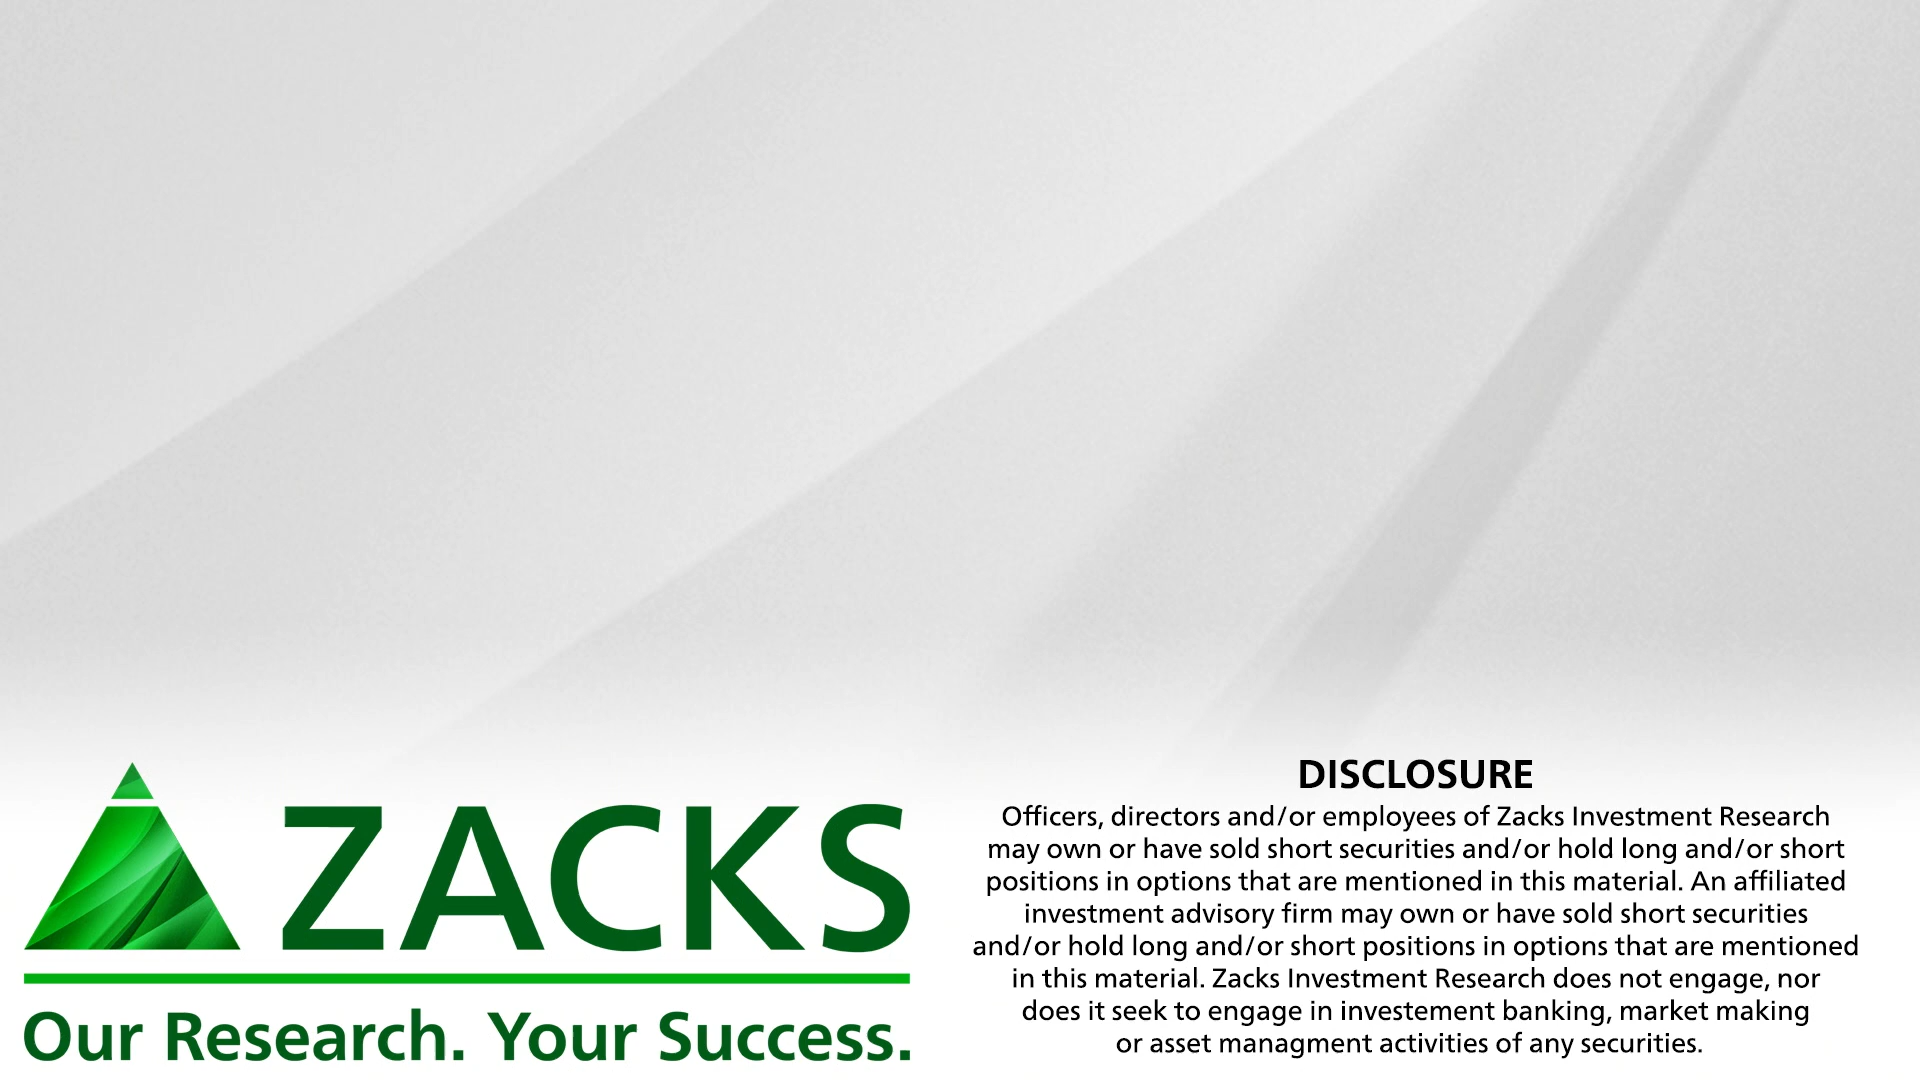 ZACKS
Our Research. Your Success.
DISCLOSURE
Officers, directors and/or employees of Zacks Investment Research
may own or have sold short securities and/or hold long and/or short
positions in options that are mentioned in this material. An affiliated
investment advisory firm may own or have sold short securities
and/or hold long and/or short positions in options that are mentioned
in this material. Zacks Investment Research does not engage, nor
does it seek to engage in investement banking, market making
or asset managment activities of any securities.